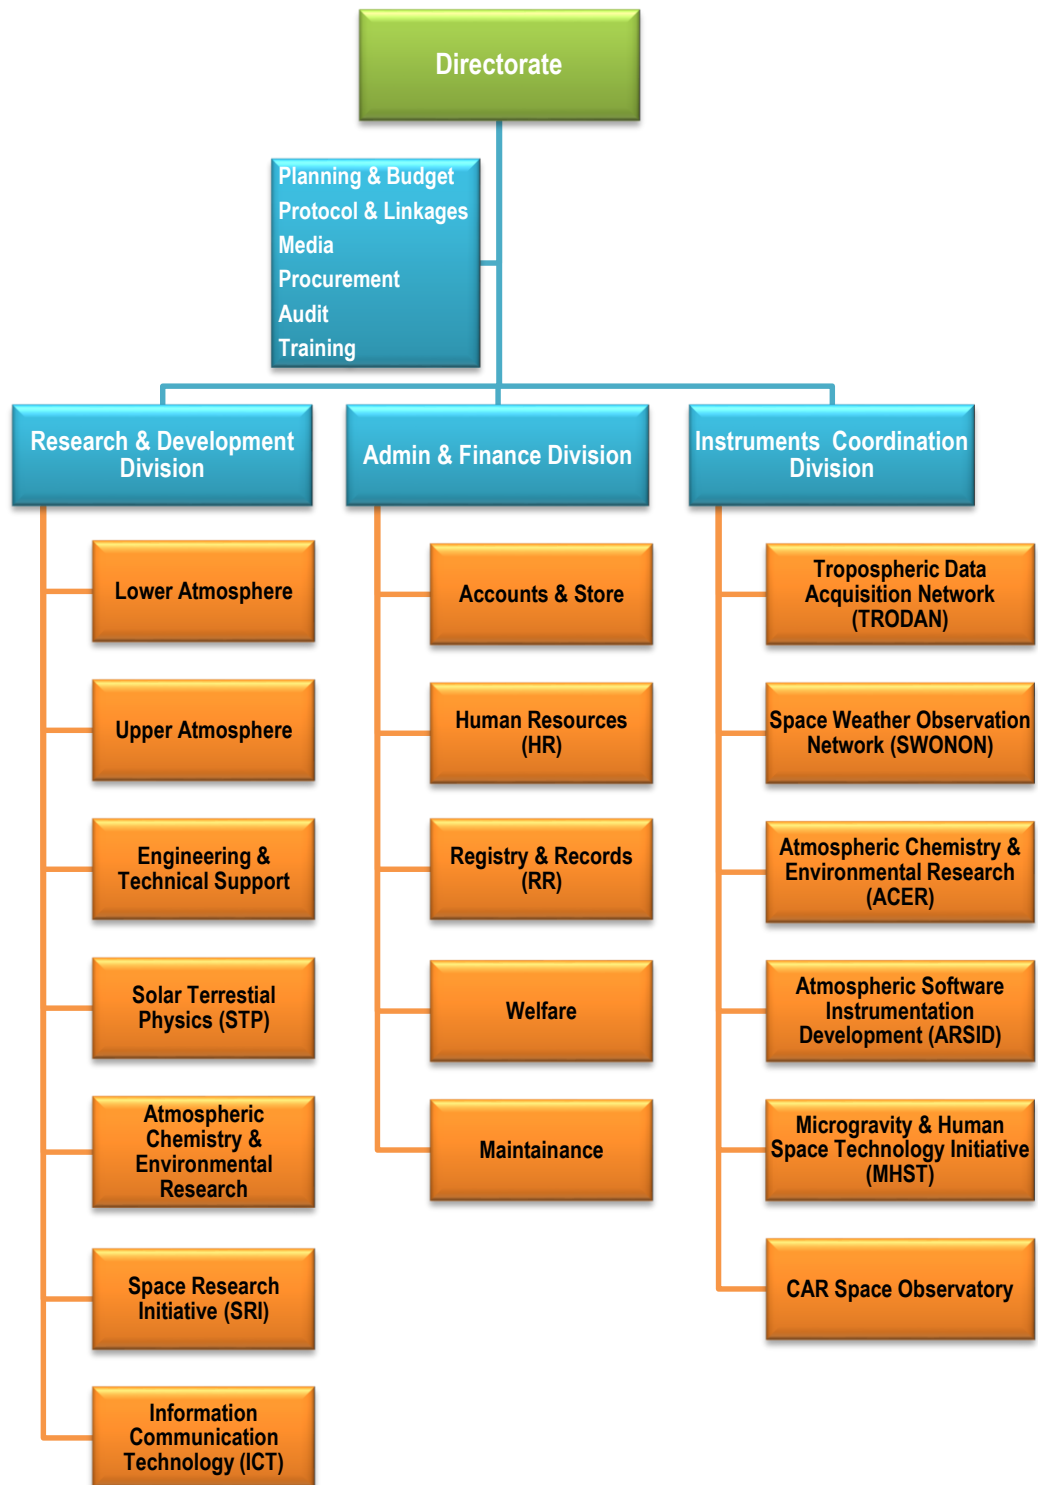 Directorate
Planning & Budget
Protocol & Linkages
Media
Procurement
Audit
Training
Research & Development
Division
Admin & Finance Division
Instruments  Coordination
Division
Lower Atmosphere
Upper Atmosphere
Engineering &
Technical Support
Solar Terrestial
Physics (STP)
Atmospheric
Chemistry &
Environmental
Research
Space Research
Initiative (SRI)
Information
Communication
Technology (ICT)
Accounts & Store
Human Resources
(HR)
Registry & Records
(RR)
Welfare
Maintainance
Tropospheric Data
Acquisition Network
(TRODAN)
Space Weather Observation
Network (SWONON)
Atmospheric Chemistry &
Environmental Research
(ACER)
Atmospheric Software
Instrumentation
Development (ARSID)
Microgravity & Human
Space Technology Initiative
(MHST)
CAR Space Observatory